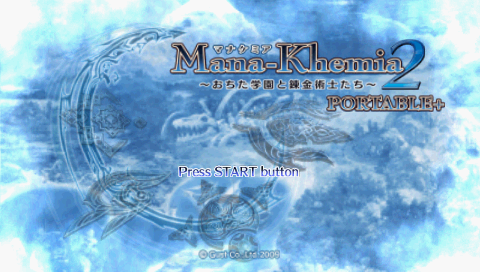 マナケミア
Mana-Khemia 2
～おちた学園と錬金術士たち～
PORTABLE+
Press START button
© Gust Co., Ltd. 2009